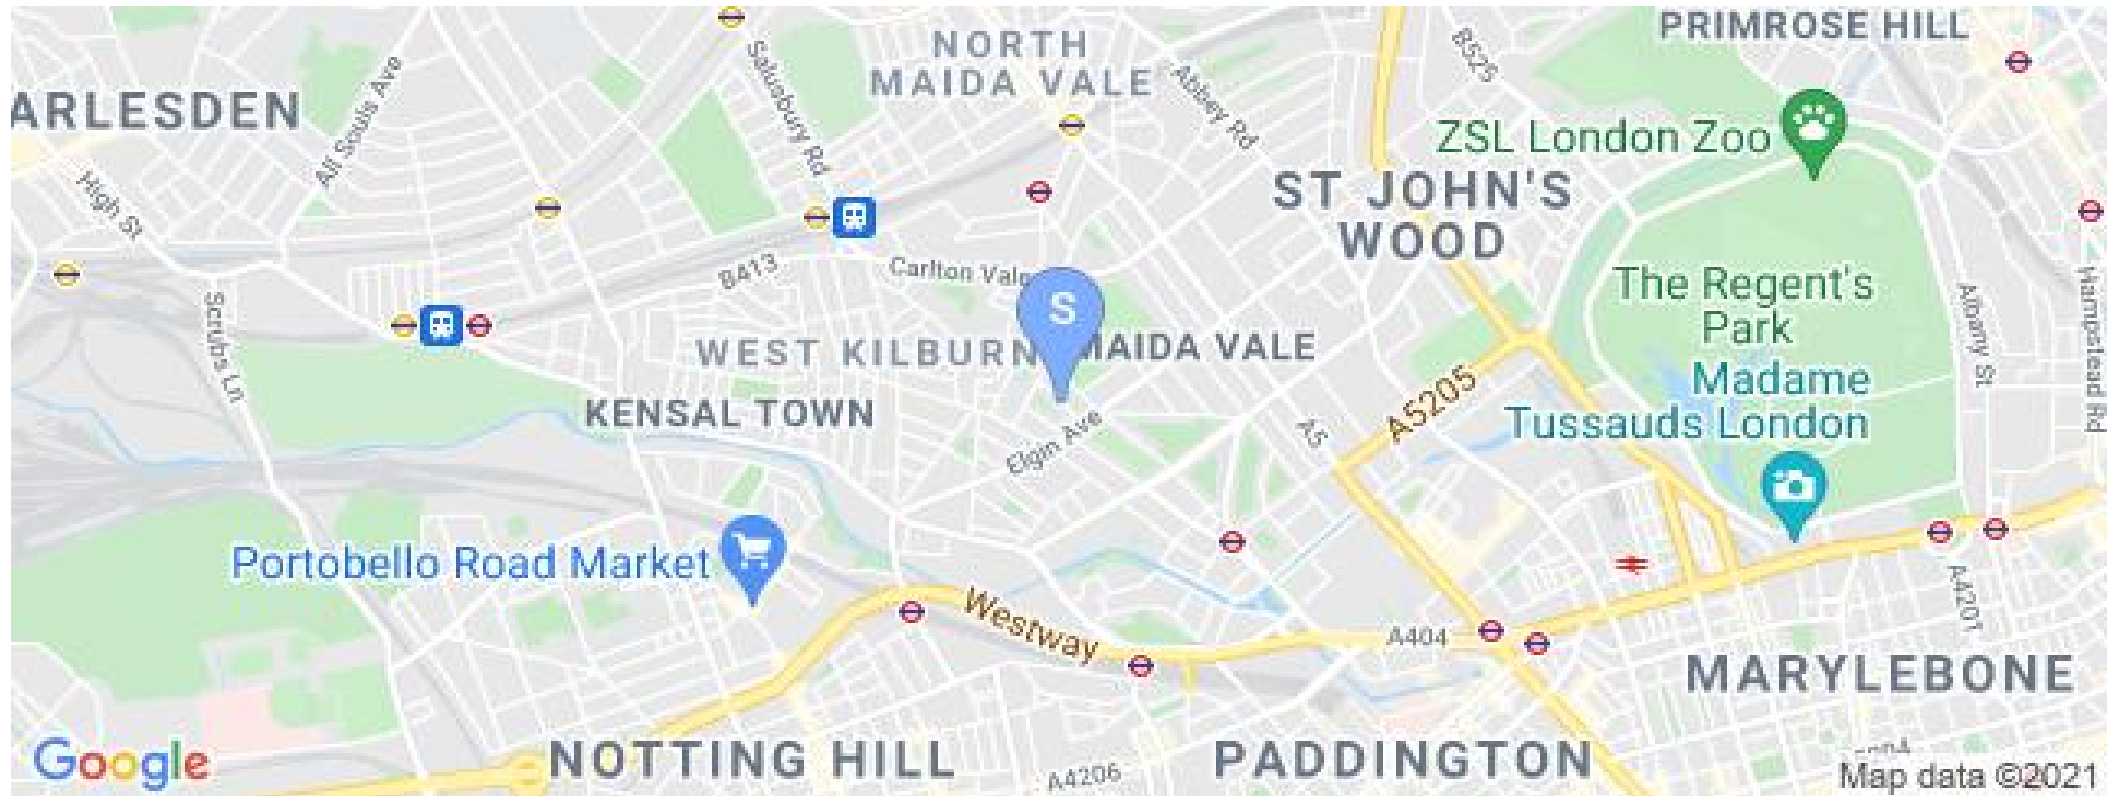 NORTH
MAIDA VALE
PRIMROSE HILL
B525
Salusbury Rd
Abbey Rd
ARLESDEN
All Souls Ave
ZSL London Zoo
High St
ST JOHN'S
WOOD
B413
Carlton Vale
S
The Regent's
Park
Albany St
Hampstead Rd
Scrubs Ln
WEST KILBURN
MAIDA VALE
Madame
Tussauds London
A5205
KENSAL TOWN
Elgin Ave
A5
Portobello Road Market
Westway
A404
A4201
MARYLEBONE
NOTTING HILL
PADDINGTON
A4206
Google
Map data ©2021